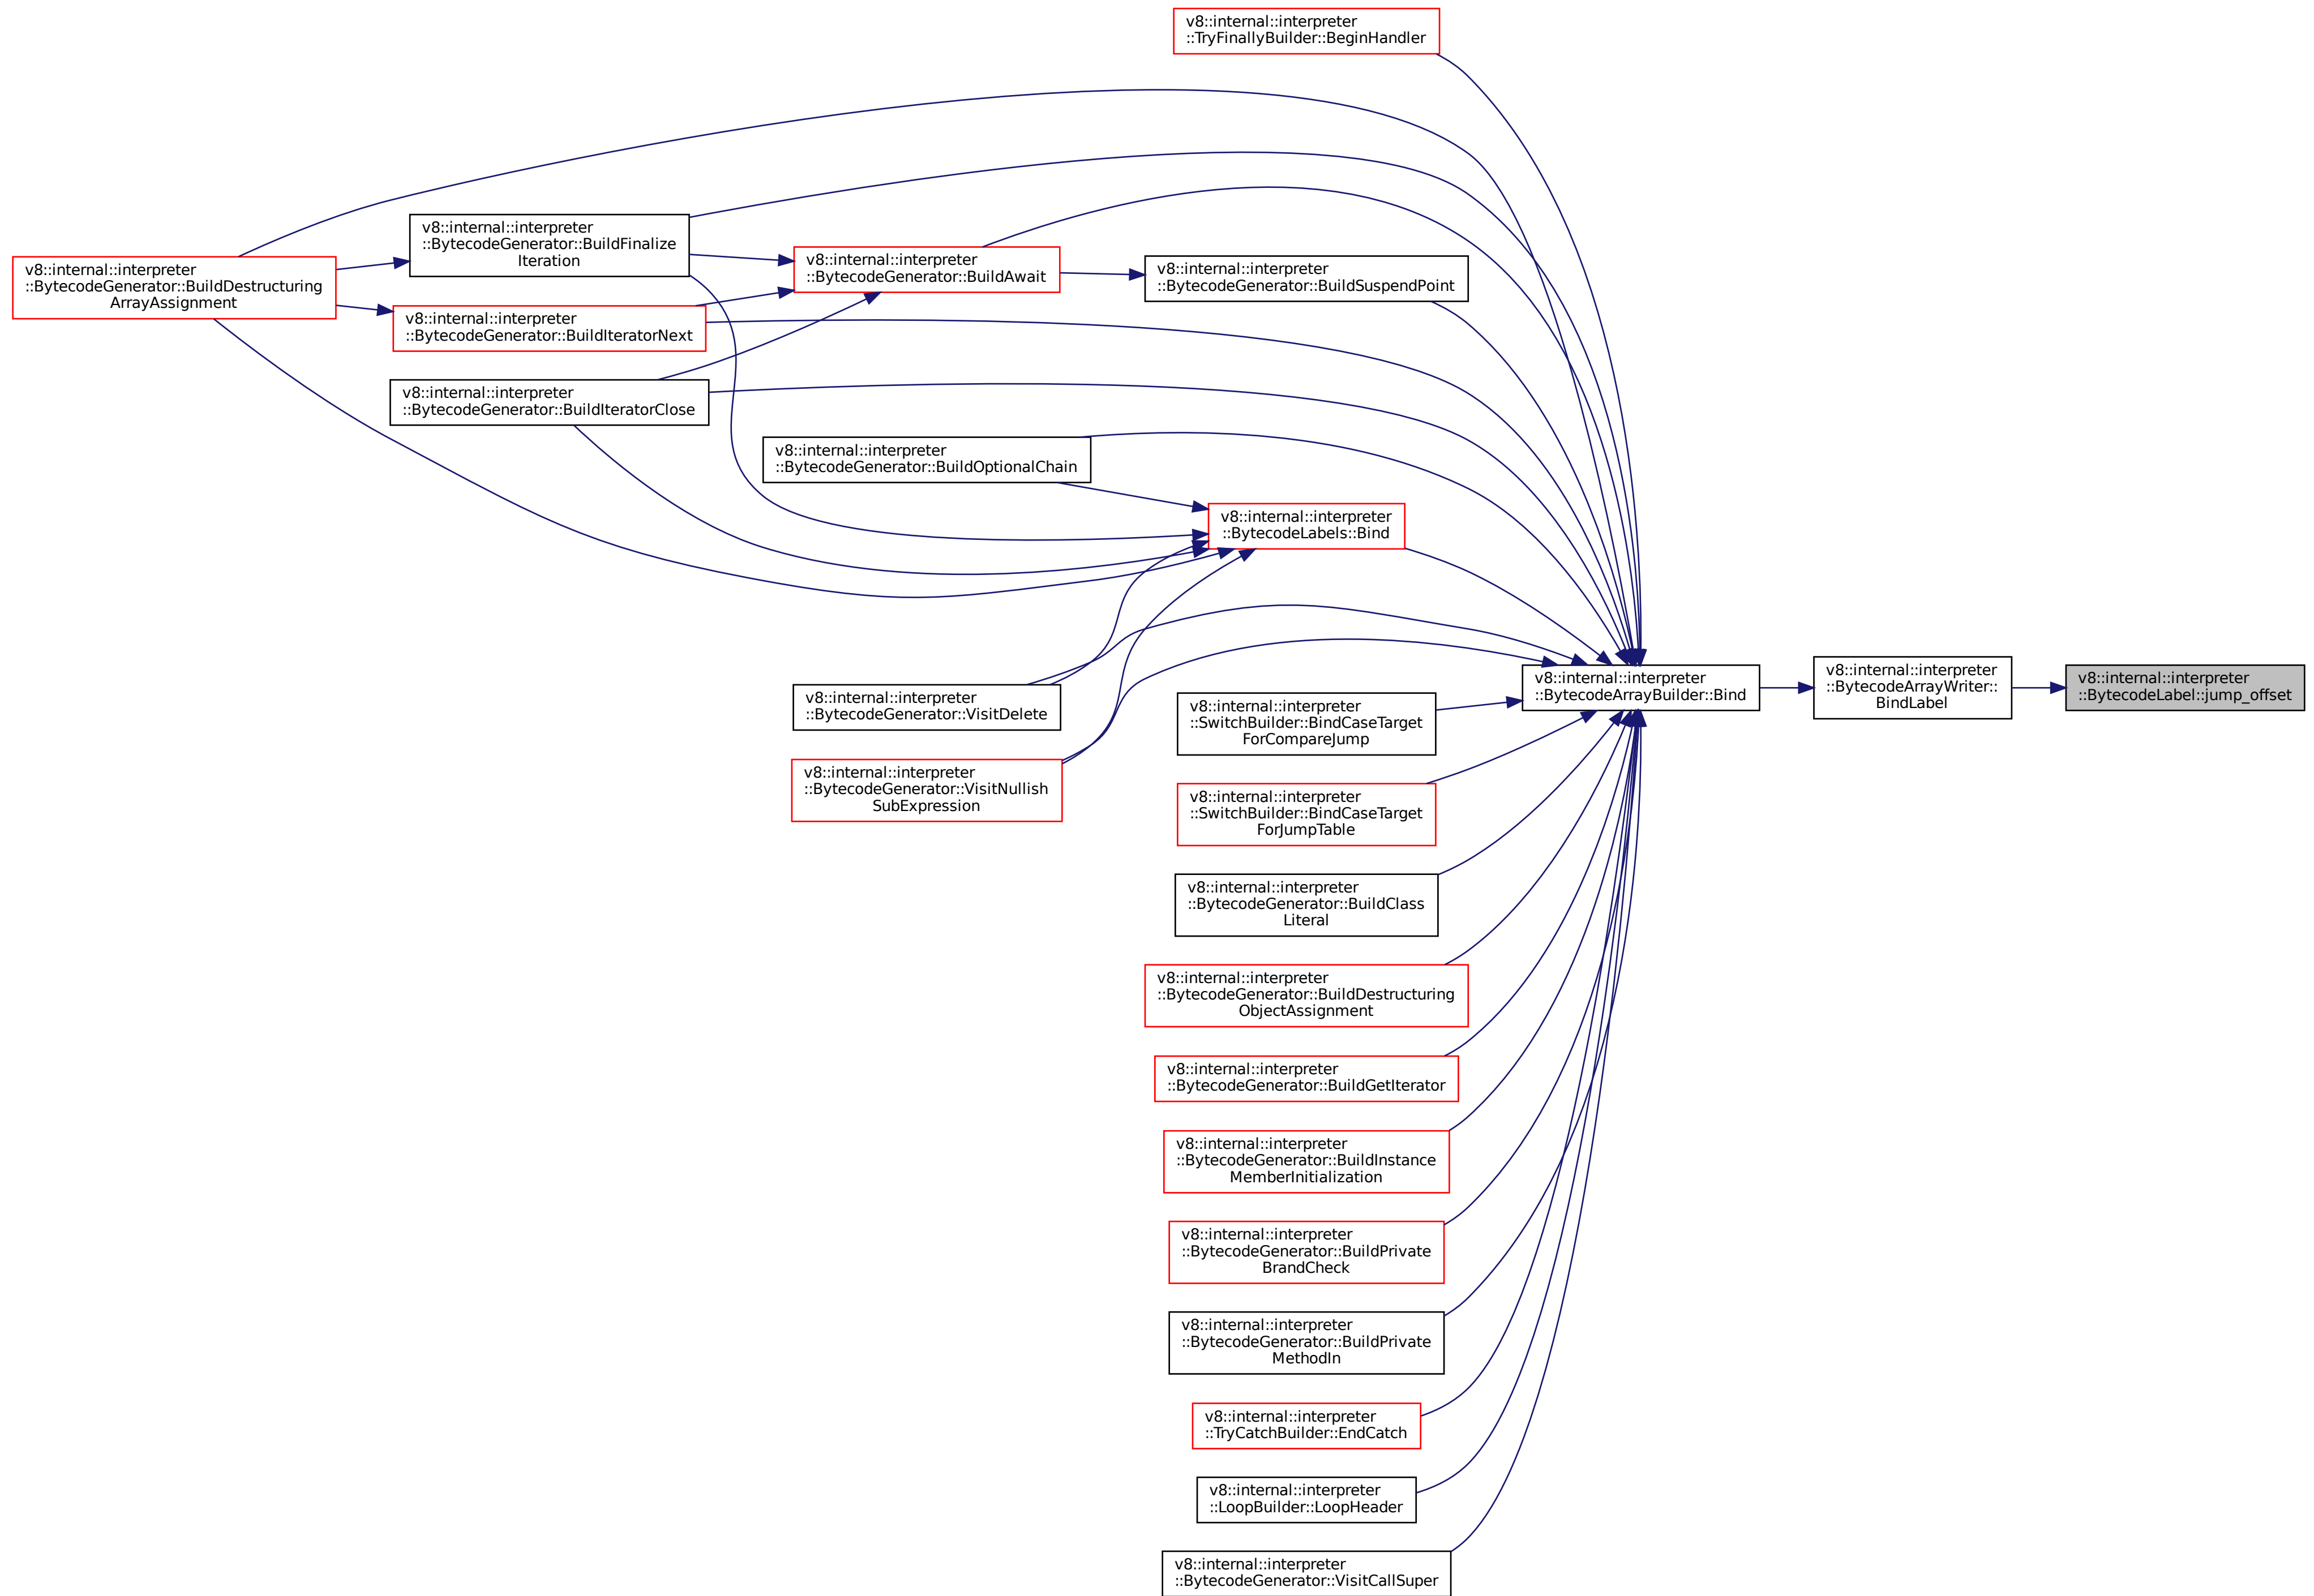 v8::internal::interpreter
::TryFinallyBuilder::BeginHandler
v8::internal::interpreter
::BytecodeGenerator::BuildFinalize
Iteration
v8::internal::interpreter
::BytecodeGenerator::BuildAwait
v8::internal::interpreter
::BytecodeGenerator::BuildSuspendPoint
v8::internal::interpreter
::BytecodeGenerator::BuildDestructuring
ArrayAssignment
v8::internal::interpreter
::BytecodeGenerator::BuildIteratorNext
v8::internal::interpreter
::BytecodeGenerator::BuildIteratorClose
v8::internal::interpreter
::BytecodeGenerator::BuildOptionalChain
v8::internal::interpreter
::BytecodeLabels::Bind
v8::internal::interpreter
::BytecodeGenerator::VisitDelete
v8::internal::interpreter
::BytecodeGenerator::VisitNullish
SubExpression
v8::internal::interpreter
::BytecodeArrayBuilder::Bind
v8::internal::interpreter
::BytecodeArrayWriter::
BindLabel
v8::internal::interpreter
::BytecodeLabel::jump_offset
v8::internal::interpreter
::SwitchBuilder::BindCaseTarget
ForCompareJump
v8::internal::interpreter
::SwitchBuilder::BindCaseTarget
ForJumpTable
v8::internal::interpreter
::BytecodeGenerator::BuildClass
Literal
v8::internal::interpreter
::BytecodeGenerator::BuildDestructuring
ObjectAssignment
v8::internal::interpreter
::BytecodeGenerator::BuildGetIterator
v8::internal::interpreter
::BytecodeGenerator::BuildInstance
MemberInitialization
v8::internal::interpreter
::BytecodeGenerator::BuildPrivate
BrandCheck
v8::internal::interpreter
::BytecodeGenerator::BuildPrivate
MethodIn
v8::internal::interpreter
::TryCatchBuilder::EndCatch
v8::internal::interpreter
::LoopBuilder::LoopHeader
v8::internal::interpreter
::BytecodeGenerator::VisitCallSuper